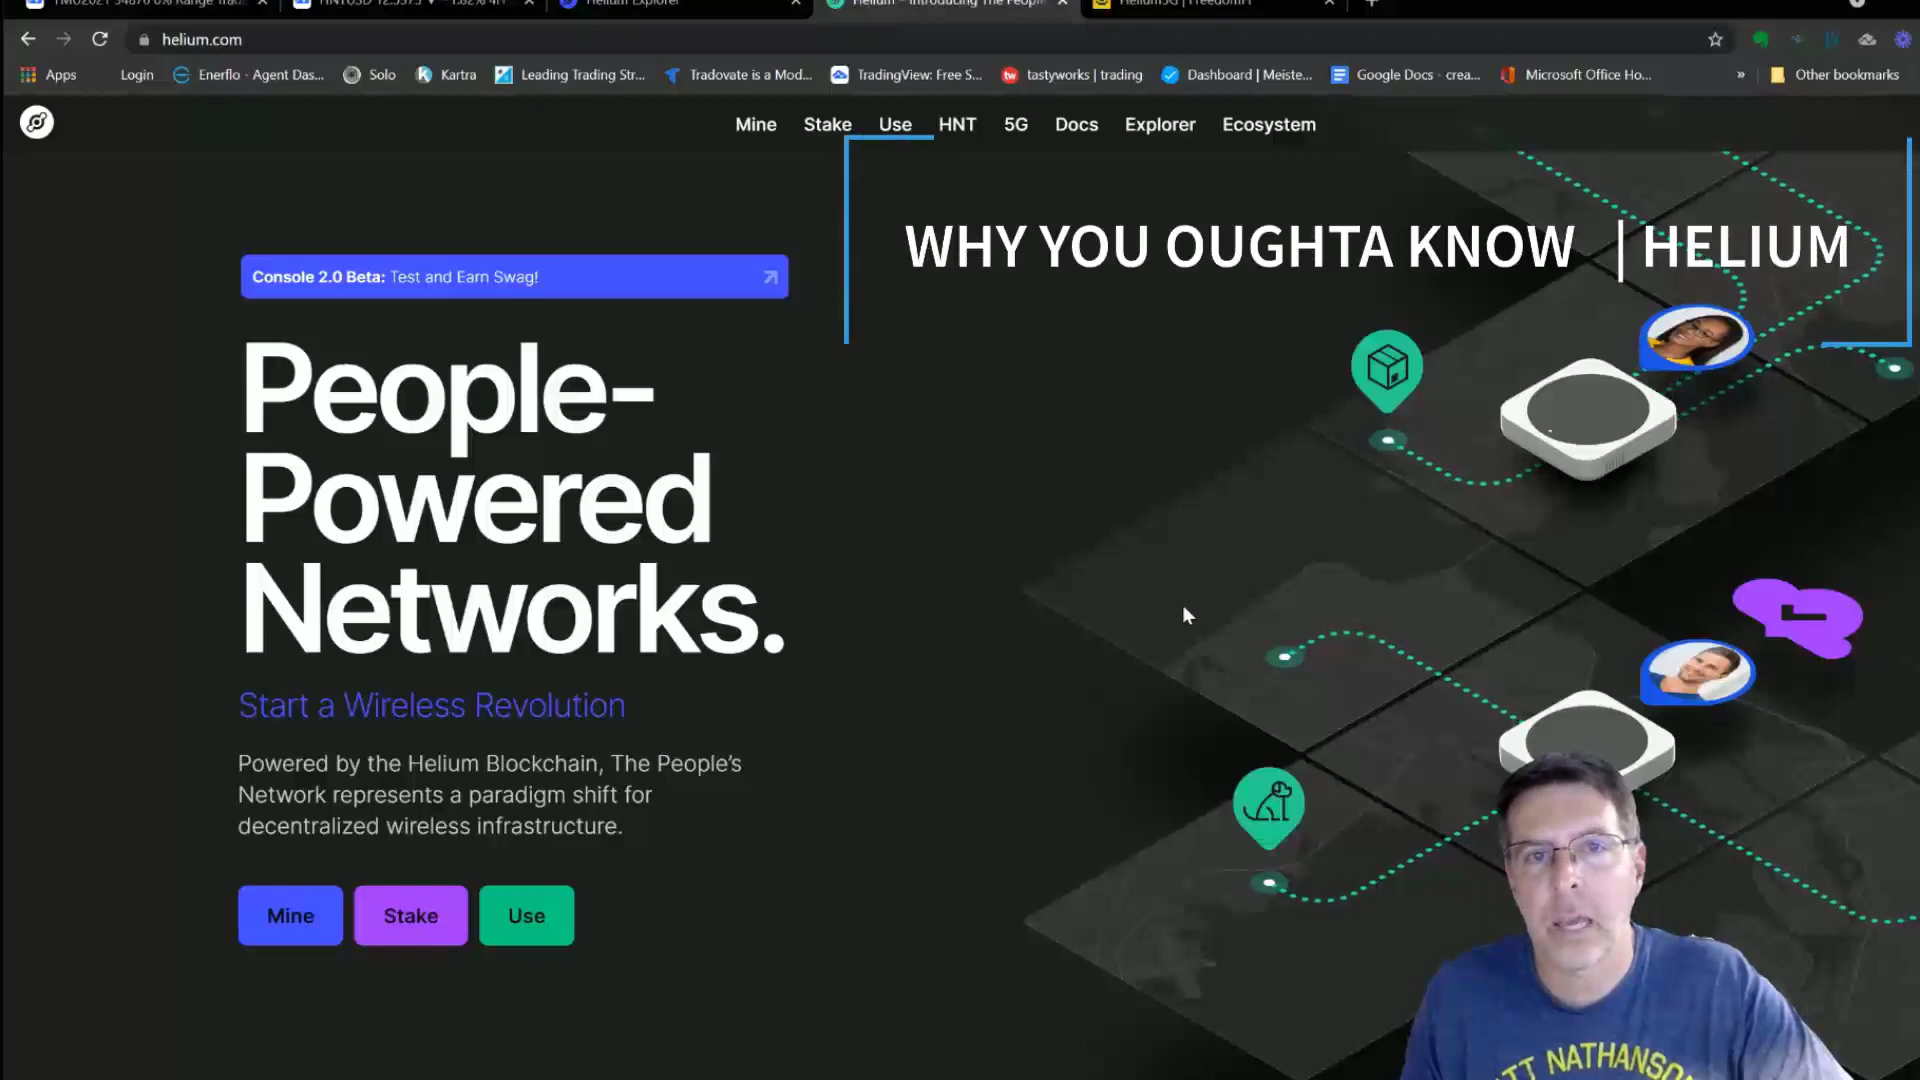 helium.com
Apps
Login
Enerflo - Agent Das...
Solo
Kartra
Leading Trading Str...
Tradovate is a Mod...
TradingView: Free S...
tastyworks | trading
Dashboard | Meiste...
Google Docs - crea...
Microsoft Office Ho...
»
Other bookmarks
Mine
Stake
Use
HNT
5G
Docs
Explorer
Ecosystem
WHY YOU OUGHTA KNOW | HELIUM
Console 2.0 Beta: Test and Earn Swag!
People-
Powered
Networks.
Start a Wireless Revolution
Powered by the Helium Blockchain, The People's
Network represents a paradigm shift for
decentralized wireless infrastructure.
Mine
Stake
Use
NATHANSON